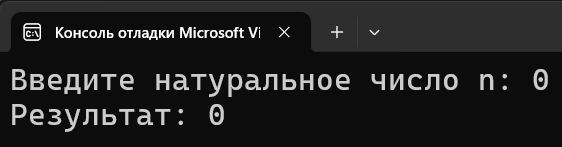 Консоль отладки Microsoft Vi
Введите натуральное число n: 0
Результат: 0